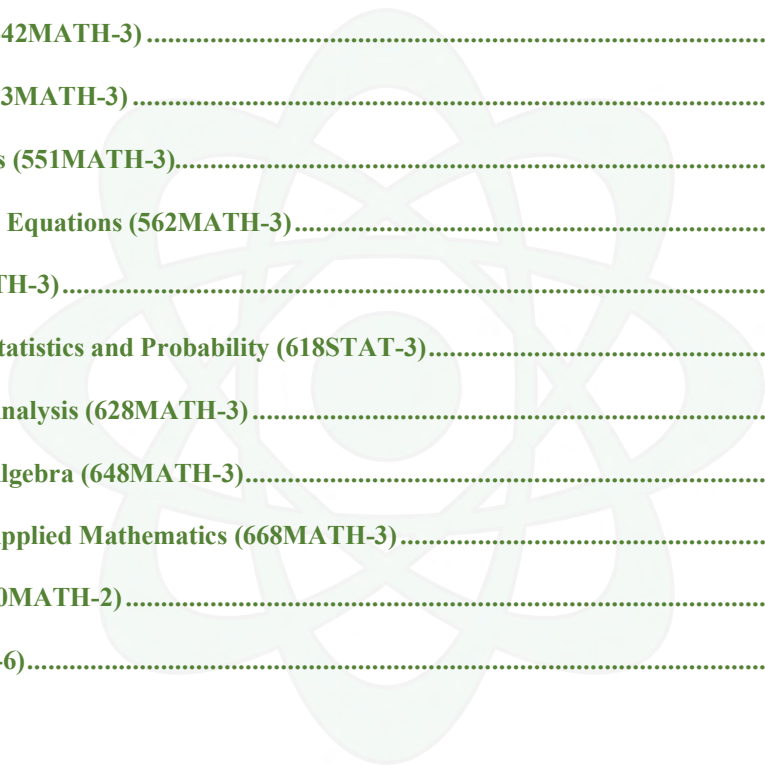 42MATH-3) ........................................................................................
3MATH-3) ..........................................................................................
s (551MATH-3)...................................................................................
Equations (562MATH-3) ..................................................................
TH-3) ....................................................................................................
tatistics and Probability (618STAT-3) ...............................................
nalysis (628MATH-3) .........................................................................
lgebra (648MATH-3)..........................................................................
pplied Mathematics (668MATH-3) ...................................................
0MATH-2) ...........................................................................................
-6) .........................................................................................................